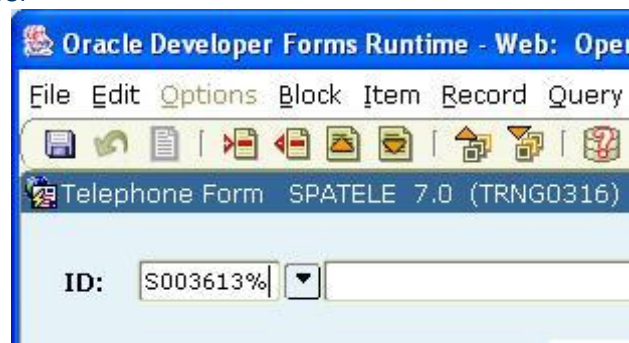 Oracle Developer Forms Runtime - Web: Oper
File Edit Options Block Item Record Query
Telephone Form SPATELE 7.0 (TRNG0316)
ID: S003613%